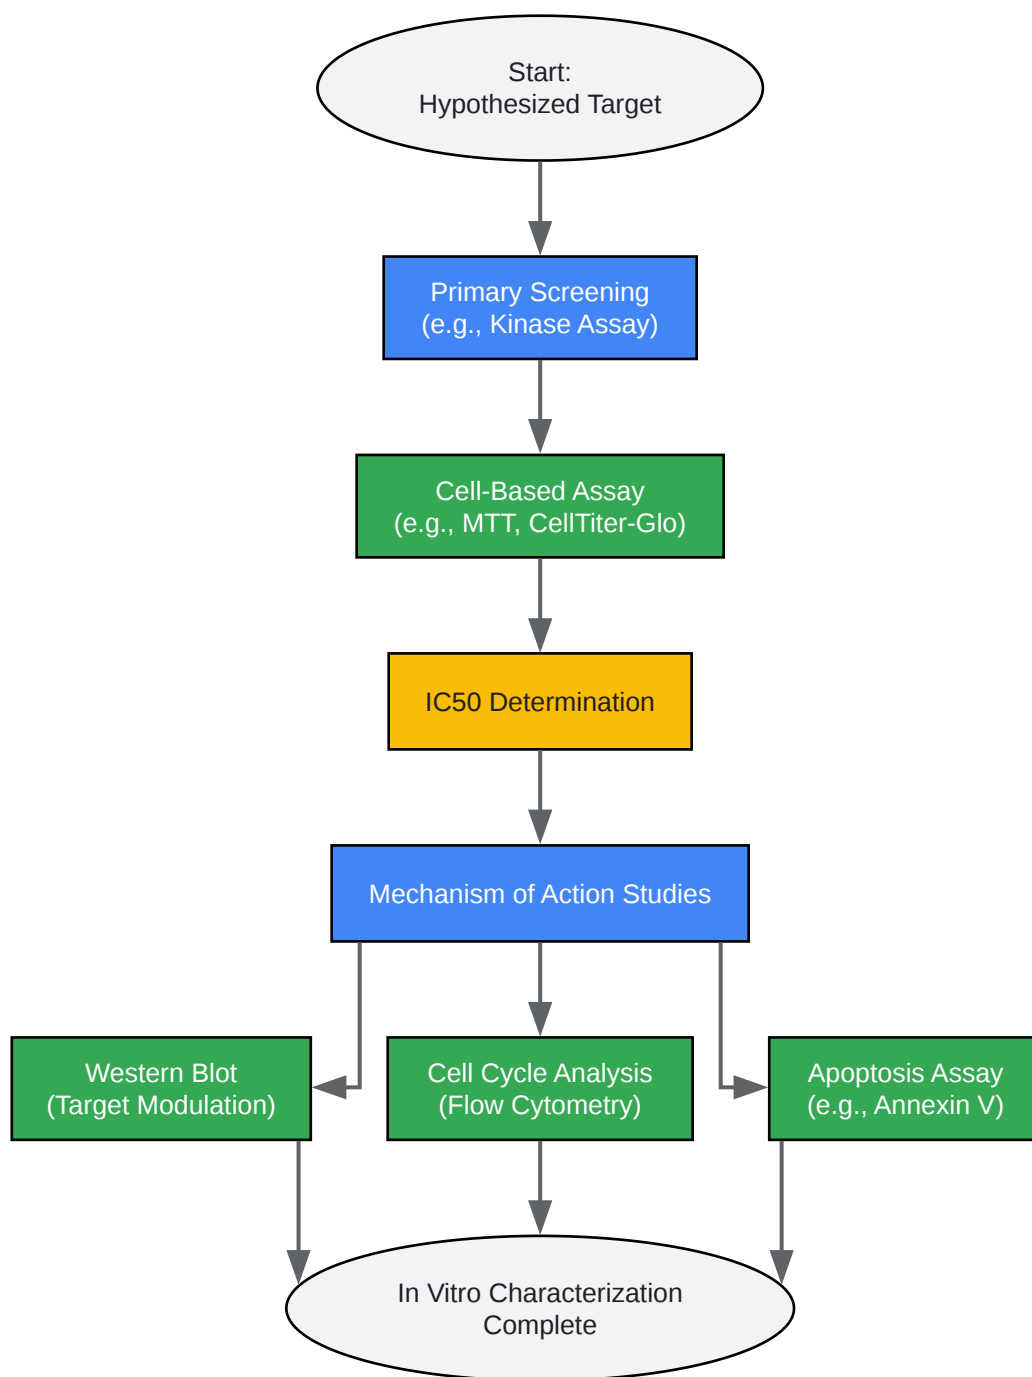 Start:
Hypothesized Target
Primary Screening
(e.g., Kinase Assay)
Cell-Based Assay
(e.g., MTT, CellTiter-Glo)
IC50 Determination
Mechanism of Action Studies
Western Blot
(Target Modulation)
Cell Cycle Analysis
(Flow Cytometry)
Apoptosis Assay
(e.g., Annexin V)
In Vitro Characterization
Complete